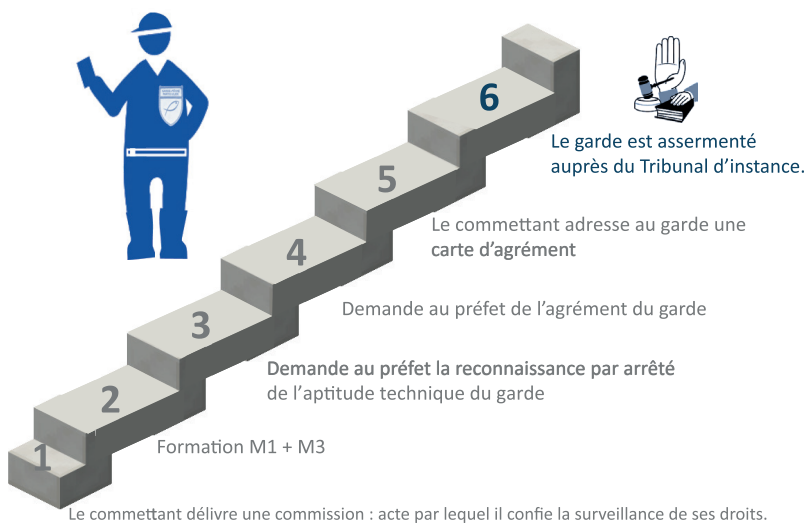 6
Le garde est assermenté
auprès du Tribunal d’instance.
5
Le commettant adresse au garde une
carte d’agrément
4
Demande au préfet de l’agrément du garde
3
Demande au préfet la reconnaissance par arrêté
de l’aptitude technique du garde
2
Formation M1 + M3
1
Le commettant délivre une commission : acte par lequel il confie la surveillance de ses droits.